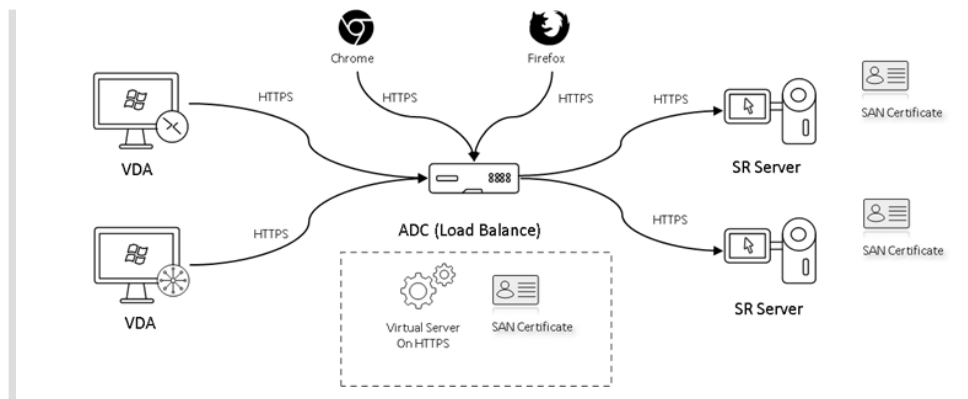 Chrome
Firefox
HTTPS
HTTPS
HTTPS
HTTPS
SAN Certificate
VDA
SR Server
8888
HTTPS
HTTPS
ADC (Load Balance)
SAN Certificate
VDA
SR Server
Virtual Server
On HTTPS
SAN Certificate